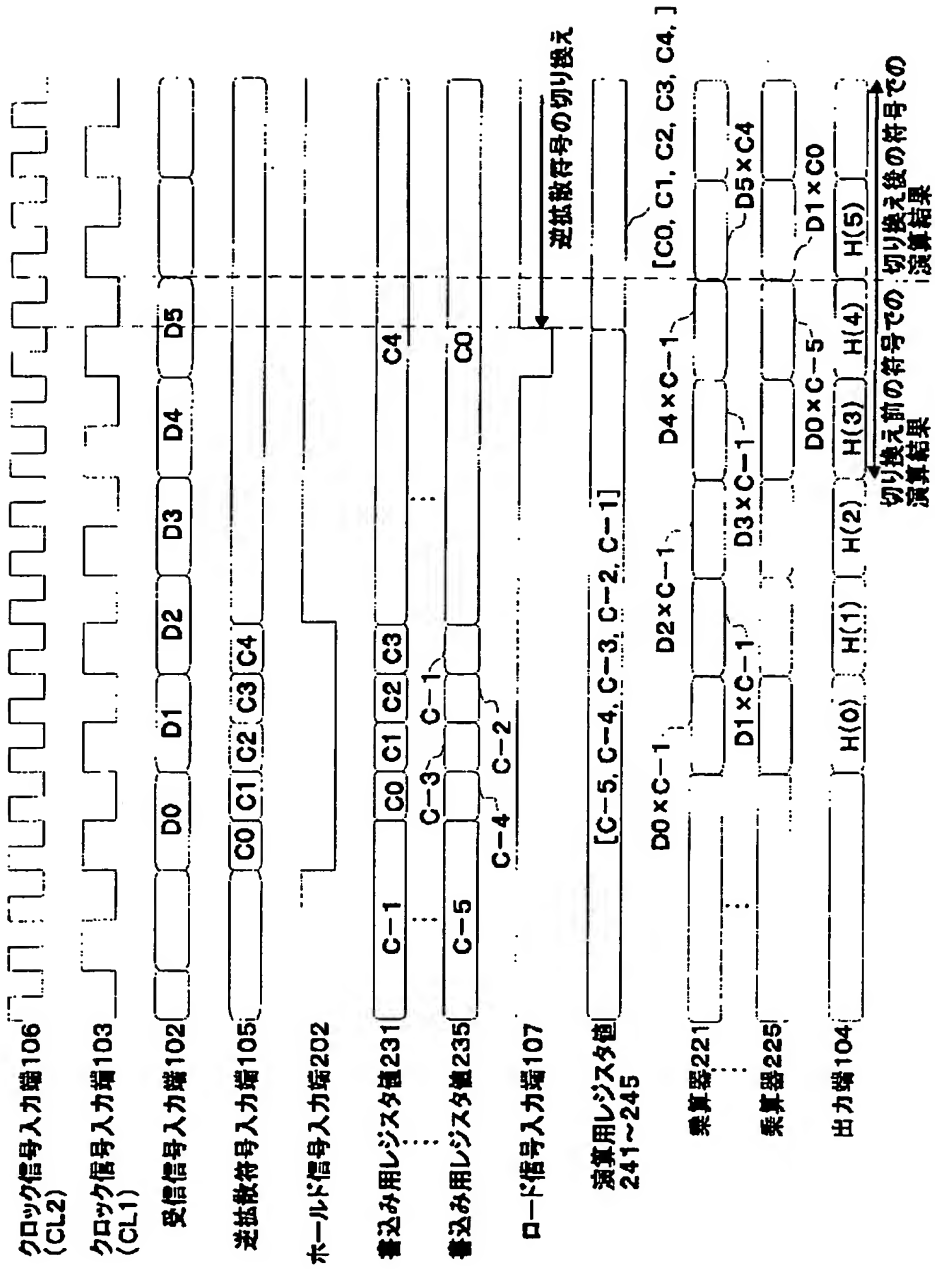 クロック信号入力端106
(CL2)
クロック信号入力端103
(CL1)
受信信号入力端102
D0 D1 D2 D3 D4 D5
逆拡散符号入力端105
C0 C1 C2 C3 C4
ホールド信号入力端202
書込み用レジスタ値231
C-1 C0 C1 C2 C3 C4
書込み用レジスタ値235
C-5 C-4 C-3 C-2 C-1 C0
ロード信号入力端107
逆拡散符号の切り換え
演算用レジスタ値
241~245
[C-5, C-4, C-3, C-2, C-1]
[C0, C1, C2, C3, C4, ]
乗算器221
D0×C-1
D1×C-1
D2×C-1
D3×C-1
D4×C-1
D5×C4
乗算器225
D0×C-5
D1×C0
出力端104
H(0) H(1) H(2) H(3) H(4) H(5)
切り換え前の符号での
演算結果
切り換え後の符号での
演算結果